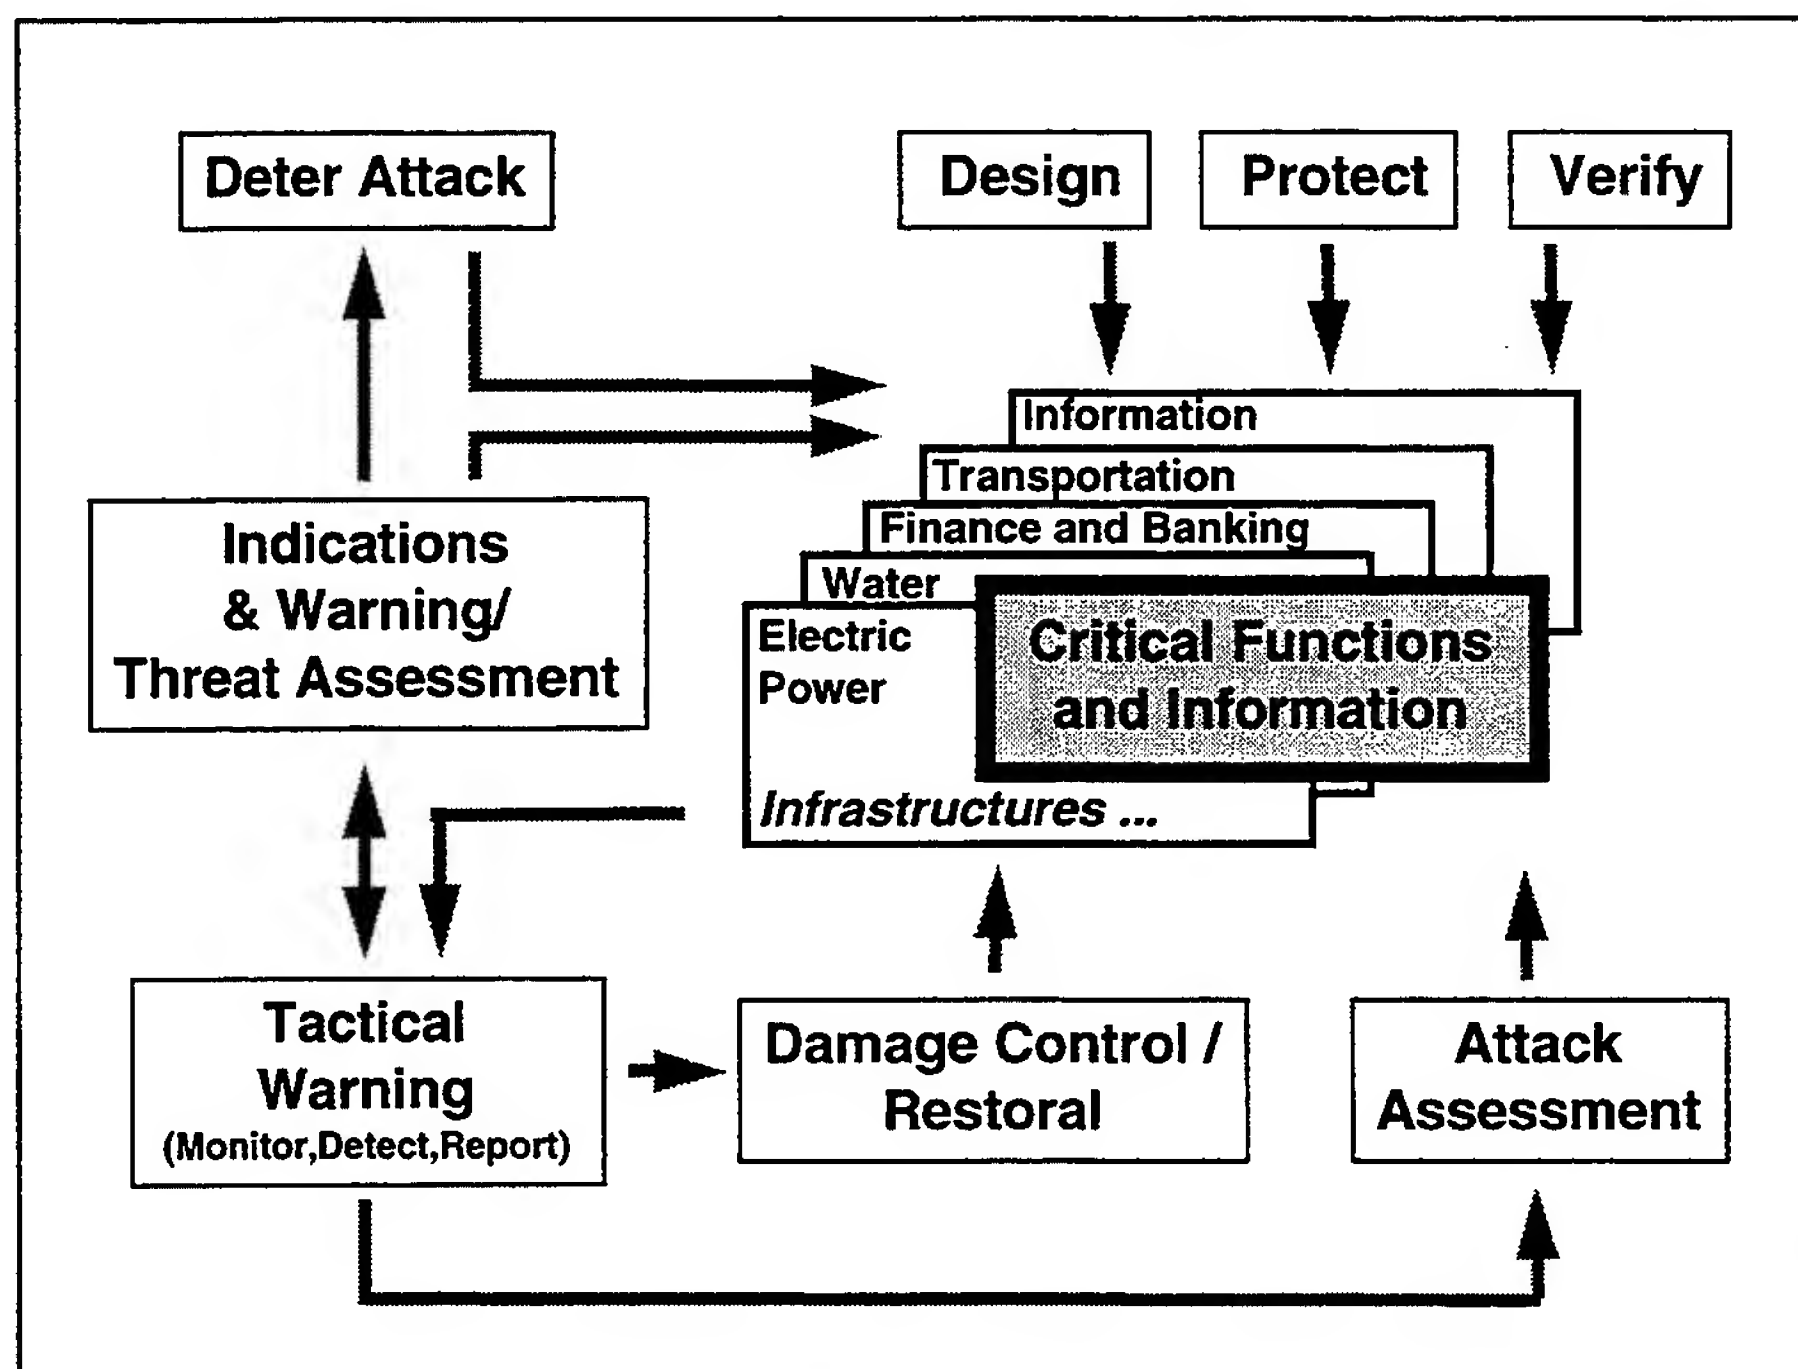 Deter Attack
Design
Protect
Verify
Information
Transportation
Finance and Banking
Water
Electric
Power
Infrastructures ...
Critical Functions
and Information
Indications
& Warning/
Threat Assessment
Tactical
Warning
(Monitor,Detect,Report)
Damage Control /
Restoral
Attack
Assessment